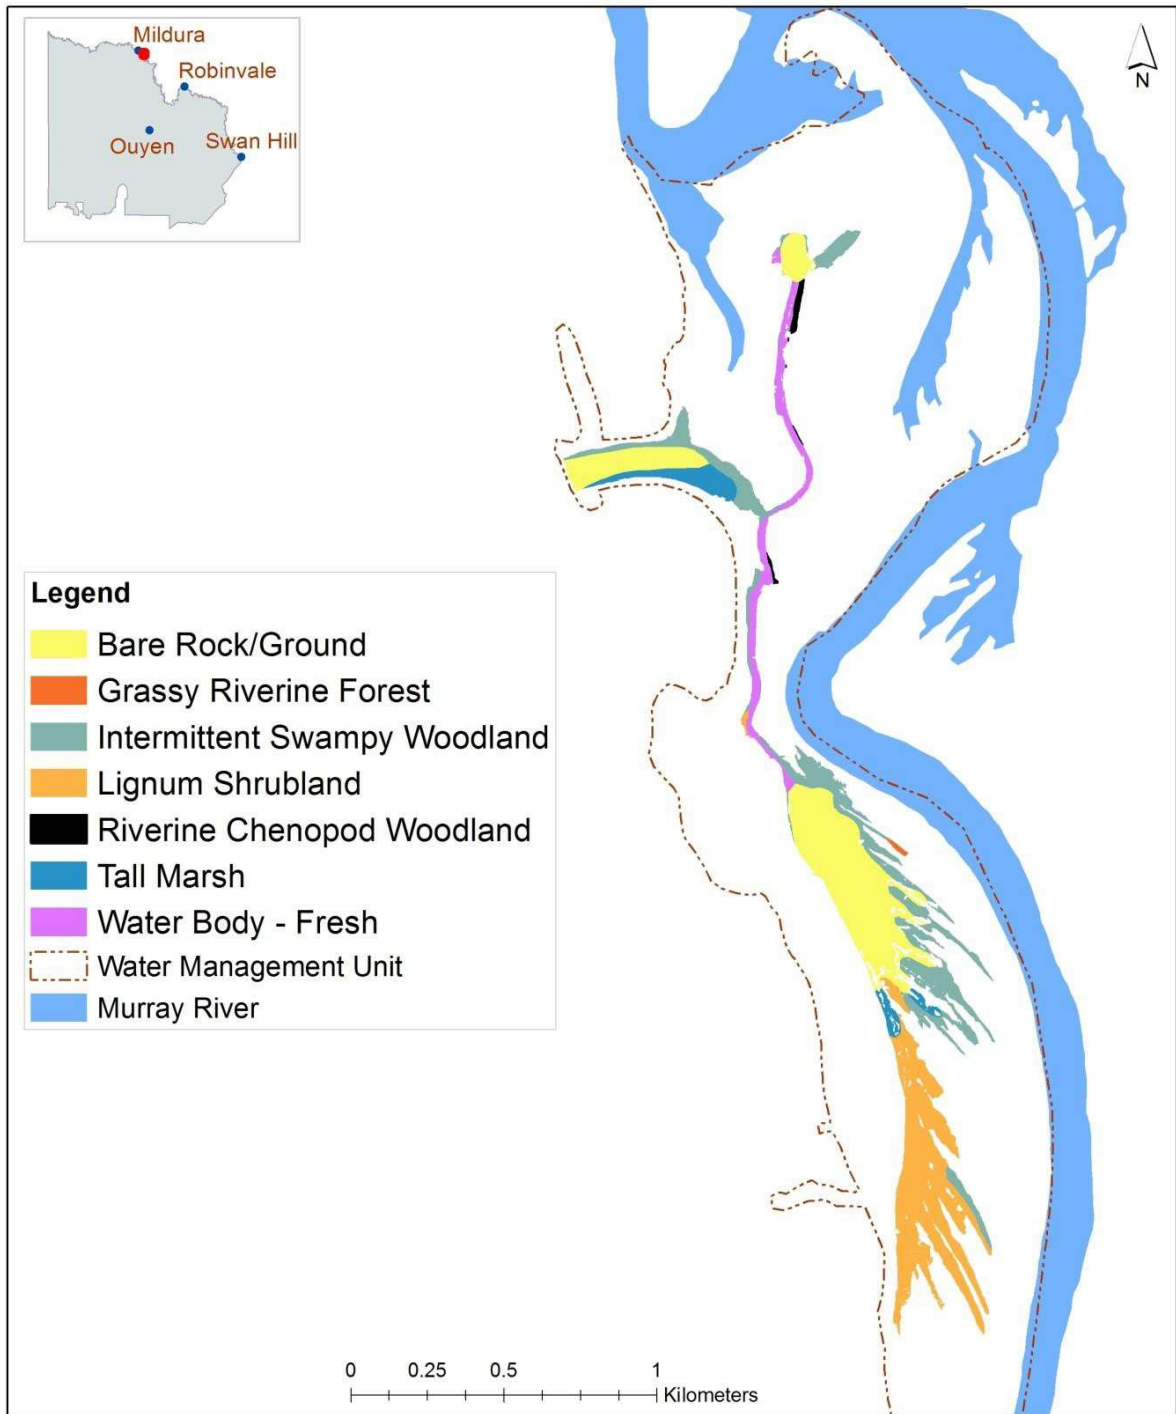 Mildura
Robinvale
Ouyen
Swan Hill
N
Legend
Bare Rock/Ground
Grassy Riverine Forest
Intermittent Swampy Woodland
Lignum Shrubland
Riverine Chenopod Woodland
Tall Marsh
Water Body - Fresh
Water Management Unit
Murray River
0 0.25 0.5 1
Kilometers